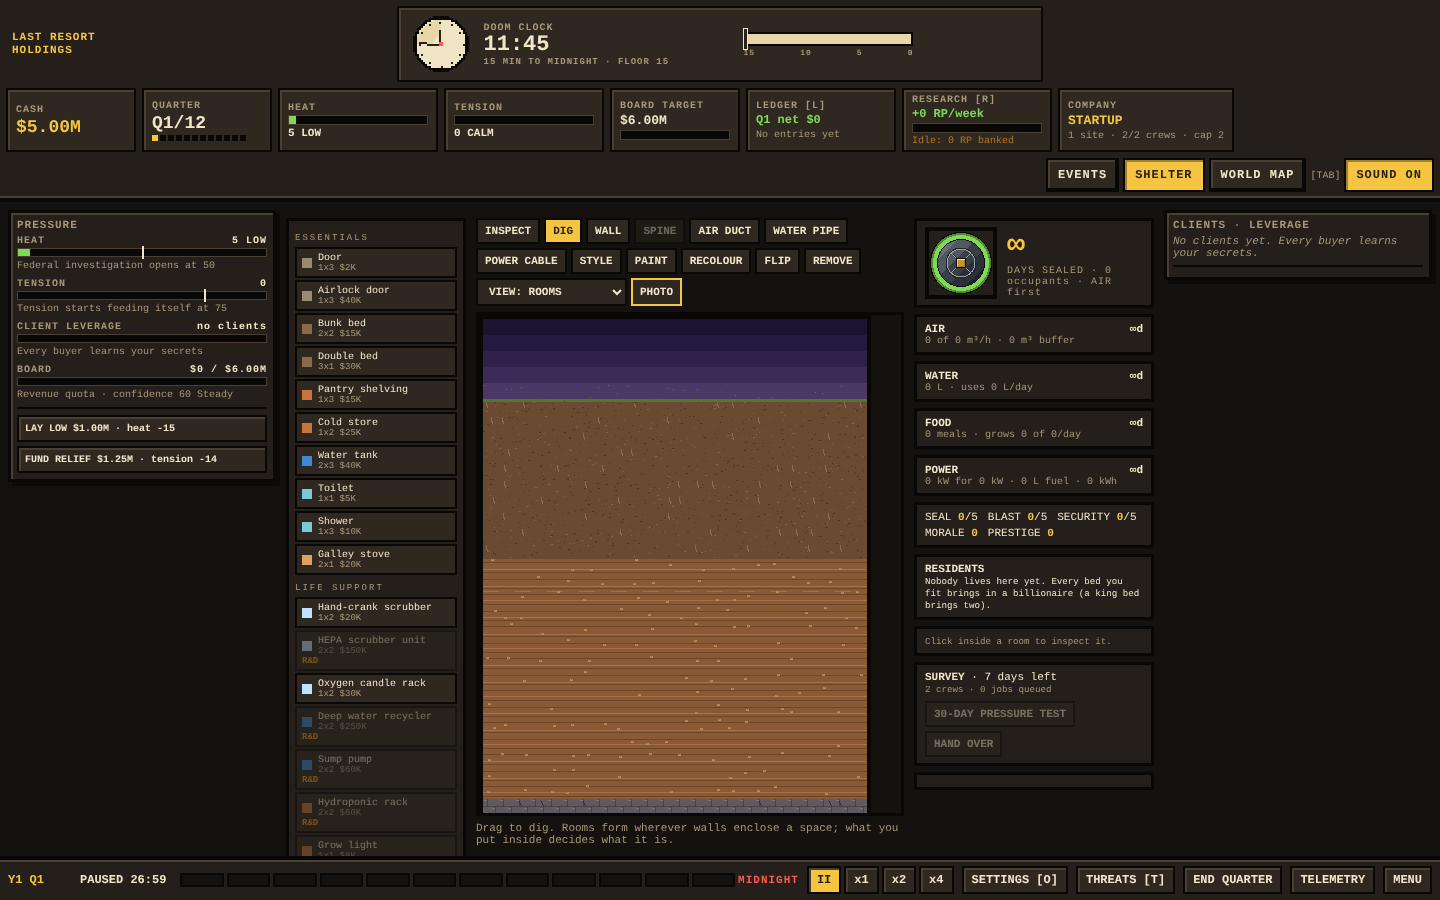 LAST RESORT
HOLDINGS
DOOM CLOCK
11:45
15 MIN TO MIDNIGHT · FLOOR 15
15 10 5 0
CASH
$5.00M
QUARTER
Q1/12
HEAT
5 LOW
TENSION
0 CALM
BOARD TARGET
$6.00M
LEDGER [L]
Q1 net $0
No entries yet
RESEARCH [R]
+0 RP/week
Idle: 0 RP banked
COMPANY
STARTUP
1 site · 2/2 crews · cap 2
EVENTS
SHELTER
WORLD MAP
[TAB]
SOUND ON
PRESSURE
HEAT 5 LOW
Federal investigation opens at 50
TENSION 0
Tension starts feeding itself at 75
CLIENT LEVERAGE no clients
Every buyer learns your secrets
BOARD $0 / $6.00M
Revenue quota · confidence 60 Steady
LAY LOW $1.00M · heat -15
FUND RELIEF $1.25M · tension -14
ESSENTIALS
Door
1x3 $2K
Airlock door
1x3 $40K
Bunk bed
2x2 $15K
Double bed
3x1 $30K
Pantry shelving
1x3 $15K
Cold store
1x2 $25K
Water tank
2x3 $40K
Toilet
1x1 $5K
Shower
1x3 $10K
Galley stove
2x1 $20K
LIFE SUPPORT
Hand-crank scrubber
2x2 $20K
HEPA scrubber unit
2x2 $150K
R&D
Oxygen candle rack
1x2 $30K
Deep water recycler
2x2 $250K
R&D
Sump pump
2x2 $60K
R&D
Hydroponic rack
2x2 $60K
R&D
Grow light
1x1 $8K
INSPECT
DIG
WALL
SPINE
AIR DUCT
WATER PIPE
POWER CABLE
STYLE
PAINT
RECOLOUR
FLIP
REMOVE
VIEW: ROOMS
PHOTO
Drag to dig. Rooms form wherever walls enclose a space; what you
put inside decides what it is.
∞
DAYS SEALED · 0
occupants · AIR
first
AIR ∞d
0 of 0 m³/h · 0 m³ buffer
WATER ∞d
0 L · uses 0 L/day
FOOD ∞d
0 meals · grows 0 of 0/day
POWER ∞d
0 kW for 0 kW · 0 L fuel · 0 kWh
SEAL 0/5 BLAST 0/5 SECURITY 0/5
MORALE 0 PRESTIGE 0
RESIDENTS
Nobody lives here yet. Every bed you
fit brings in a billionaire (a king bed
brings two).
Click inside a room to inspect it.
SURVEY · 7 days left
2 crews · 0 jobs queued
30-DAY PRESSURE TEST
HAND OVER
CLIENTS · LEVERAGE
No clients yet. Every buyer learns
your secrets.
Y1 Q1
PAUSED 26:59
MIDNIGHT
II
x1
x2
x4
SETTINGS [O]
THREATS [T]
END QUARTER
TELEMETRY
MENU